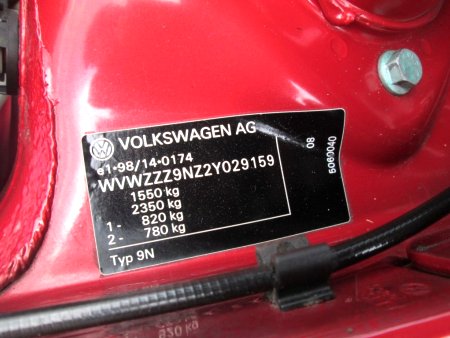 VOLKSWAGEN AG
e1*98/14*0174
WVWZZZ9NZ2Y029159
1550 kg
2350 kg
1- 820 kg
2- 780 kg
Typ 9N
08
6060040